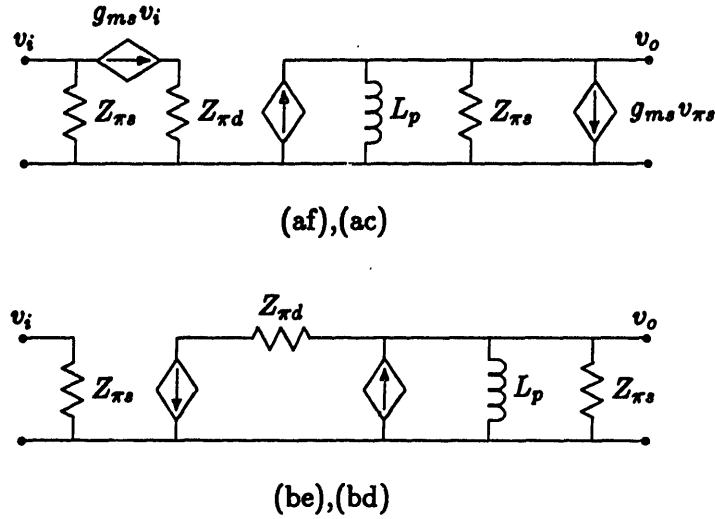 g_{ms}v_i
v_i
v_o
Z_{πs}
Z_{πd}
L_p
Z_{πs}
g_{ms}v_{πs}
(af),(ac)
Z_{πd}
v_i
v_o
Z_{πs}
L_p
Z_{πs}
(be),(bd)